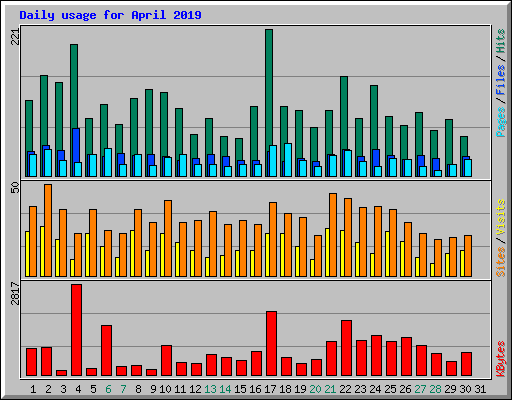 Daily usage for April 2019
221
Pages / Files / Hits
50
Sites / Visits
2817
KBytes
1 2 3 4 5 6 7 8 9 10 11 12 13 14 15 16 17 18 19 20 21 22 23 24 25 26 27 28 29 30 31